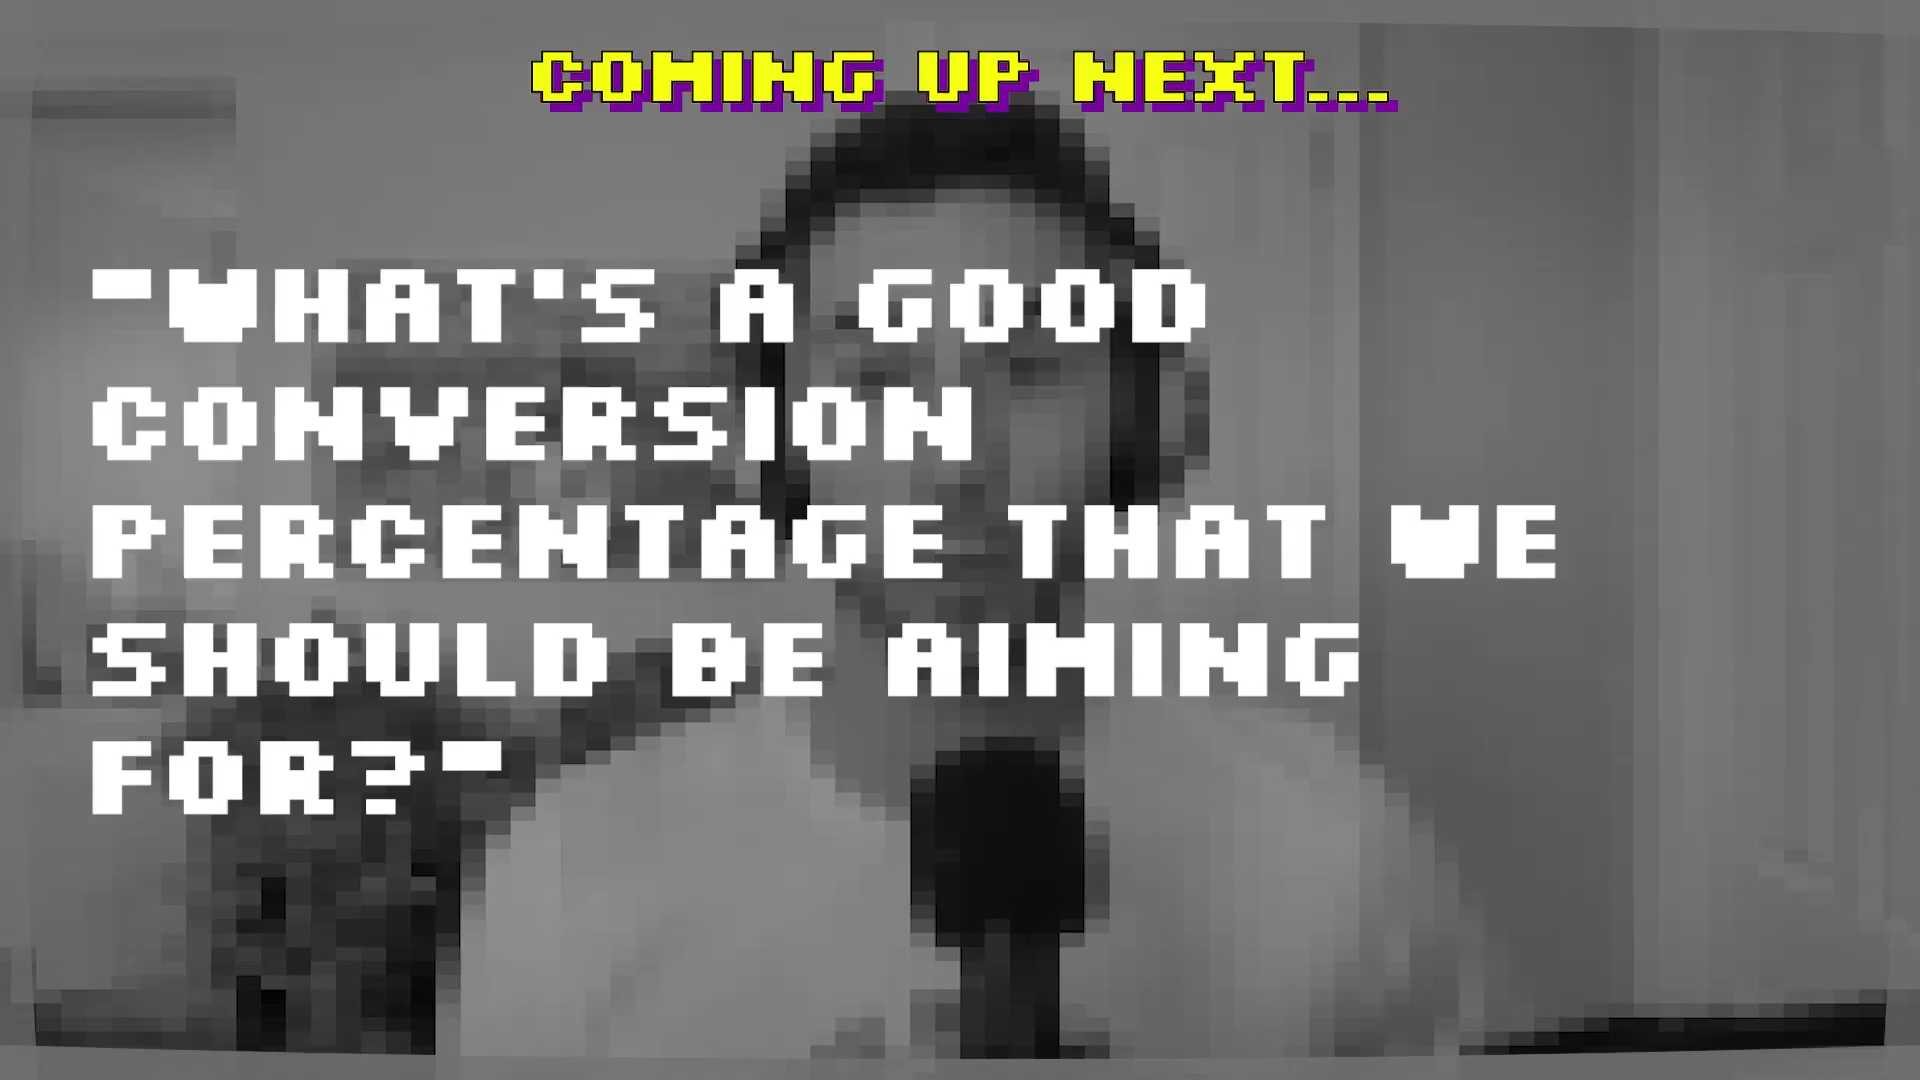 COMING UP NEXT...
"WHAT'S A GOOD
CONVERSION
PERCENTAGE THAT WE
SHOULD BE AIMING
FOR?"